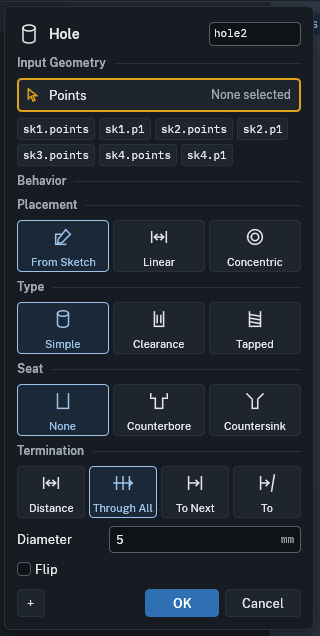 Hole
hole2
Input Geometry
Points
None selected
sk1.points sk1.p1 sk2.points sk2.p1
sk3.points sk4.points sk4.p1
Behavior
Placement
From Sketch Linear Concentric
Type
Simple Clearance Tapped
Seat
None Counterbore Countersink
Termination
Distance Through All To Next To
Diameter 5 mm
Flip
+ OK Cancel